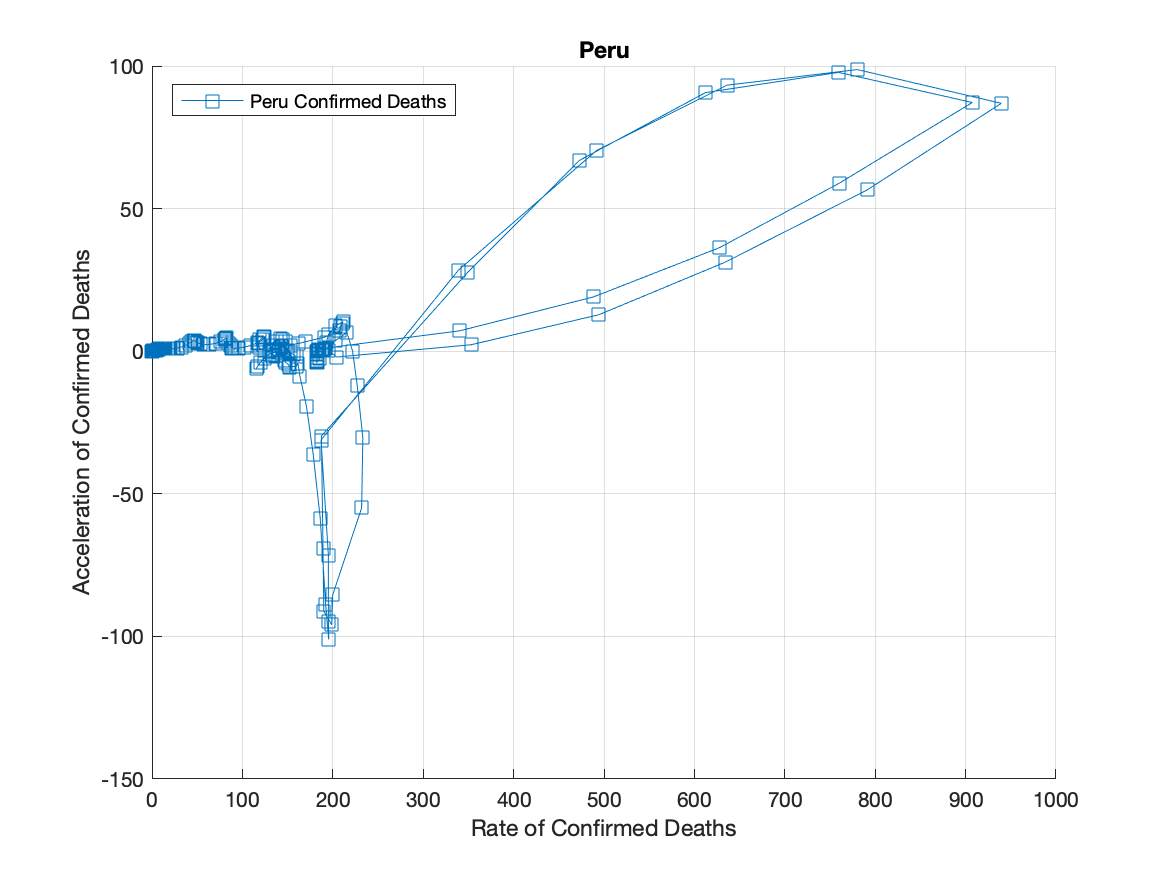 Peru
Peru Confirmed Deaths
100
50
0
-50
-100
-150
Acceleration of Confirmed Deaths
0 100 200 300 400 500 600 700 800 900 1000
Rate of Confirmed Deaths